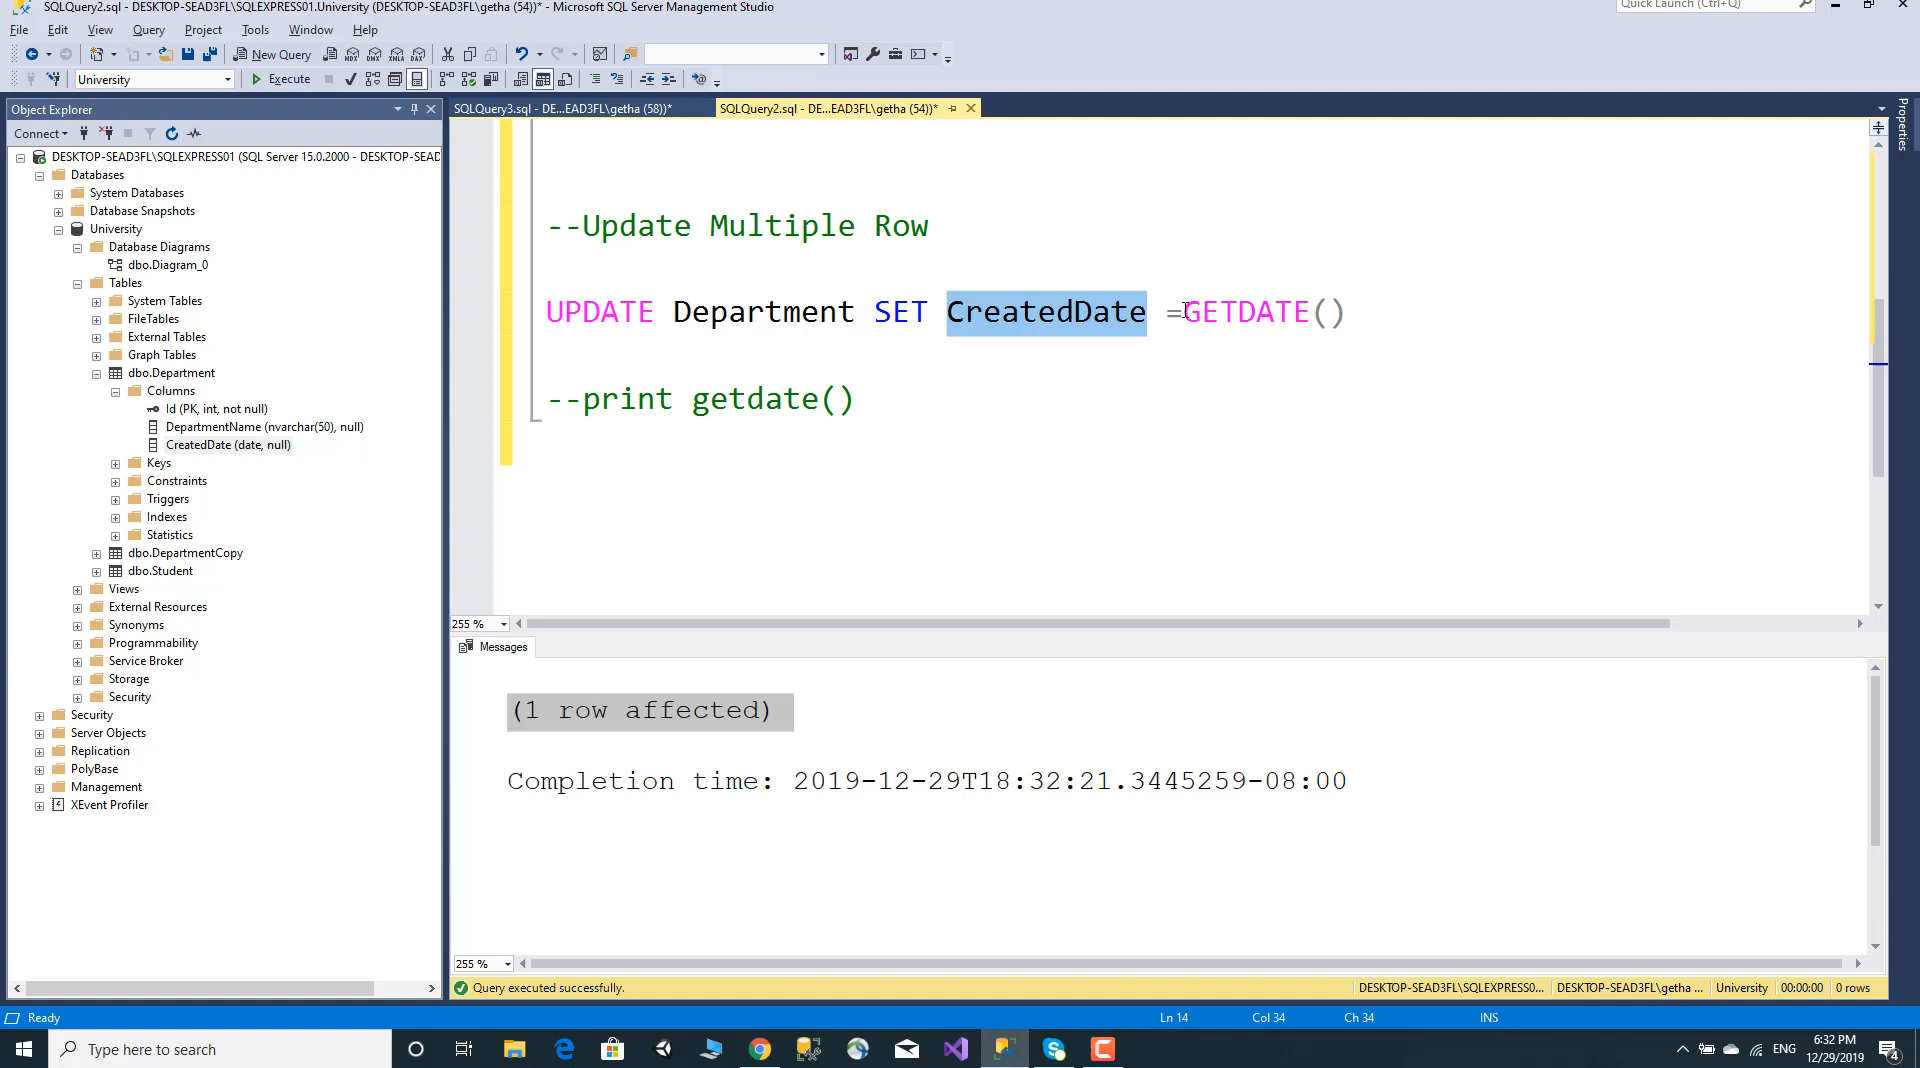 SQLQuery2.sql - DESKTOP-SEAD3FL\SQLEXPRESS01.University (DESKTOP-SEAD3FL\getha (54))* - Microsoft SQL Server Management Studio
Quick Launch (Ctrl+Q)
File Edit View Query Project Tools Window Help
New Query
University
Execute
Object Explorer
SQLQuery3.sql - DE...EAD3FL\getha (58))*
SQLQuery2.sql - DE...EAD3FL\getha (54))*
Properties
Connect
DESKTOP-SEAD3FL\SQLEXPRESS01 (SQL Server 15.0.2000 - DESKTOP-SEAD
Databases
System Databases
Database Snapshots
University
Database Diagrams
dbo.Diagram_0
Tables
System Tables
FileTables
External Tables
Graph Tables
dbo.Department
Columns
Id (PK, int, not null)
DepartmentName (nvarchar(50), null)
CreatedDate (date, null)
Keys
Constraints
Triggers
Indexes
Statistics
dbo.DepartmentCopy
dbo.Student
Views
External Resources
Synonyms
Programmability
Service Broker
Storage
Security
Security
Server Objects
Replication
PolyBase
Management
XEvent Profiler
--Update Multiple Row
UPDATE Department SET CreatedDate =GETDATE()
--print getdate()
255 %
Messages
(1 row affected)
Completion time: 2019-12-29T18:32:21.3445259-08:00
255 %
Query executed successfully.
DESKTOP-SEAD3FL\SQLEXPRESS0... DESKTOP-SEAD3FL\getha ... University 00:00:00 0 rows
Ready
Ln 14 Col 34 Ch 34 INS
Type here to search
ENG
6:32 PM
12/29/2019
4